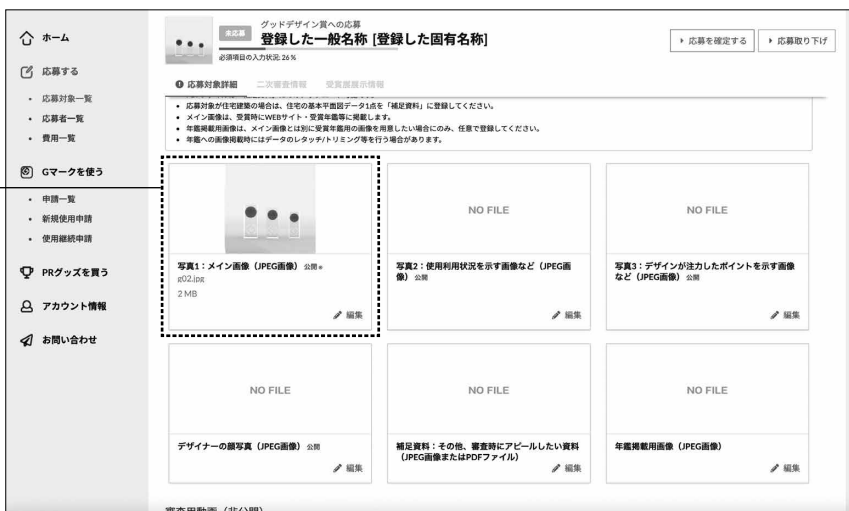 ホーム
応募する
• 応募対象一覧
• 応募者一覧
• 費用一覧
Gマークを使う
• 申請一覧
• 新規使用申請
• 使用継続申請
PRグッズを買う
アカウント情報
お問い合わせ
未応募
グッドデザイン賞への応募
登録した一般名称 [登録した固有名称]
必須項目の入力状況: 26 %
応募を確定する
応募取り下げ
応募対象詳細 二次審査情報 受賞展展示情報
• 応募対象が住宅建築の場合は、住宅の基本平面図データ1点を「補足資料」に登録してください。
• メイン画像は、受賞時にWEBサイト・受賞年鑑等に掲載します。
• 年鑑掲載用画像は、メイン画像とは別に受賞年鑑用の画像を用意したい場合にのみ、任意で登録してください。
• 年鑑への画像掲載時にはデータのレタッチ/トリミング等を行う場合があります。
写真1：メイン画像（JPEG画像） 公開
g02.jpg
2 MB
編集
NO FILE
写真2：使用利用状況を示す画像など（JPEG画
像） 公開
編集
NO FILE
写真3：デザインが注力したポイントを示す画像
など（JPEG画像） 公開
編集
NO FILE
デザイナーの顔写真（JPEG画像） 公開
編集
NO FILE
補足資料：その他、審査時にアピールしたい資料
（JPEG画像またはPDFファイル）
編集
NO FILE
年鑑掲載用画像（JPEG画像）
編集
審査用動画（非公開）